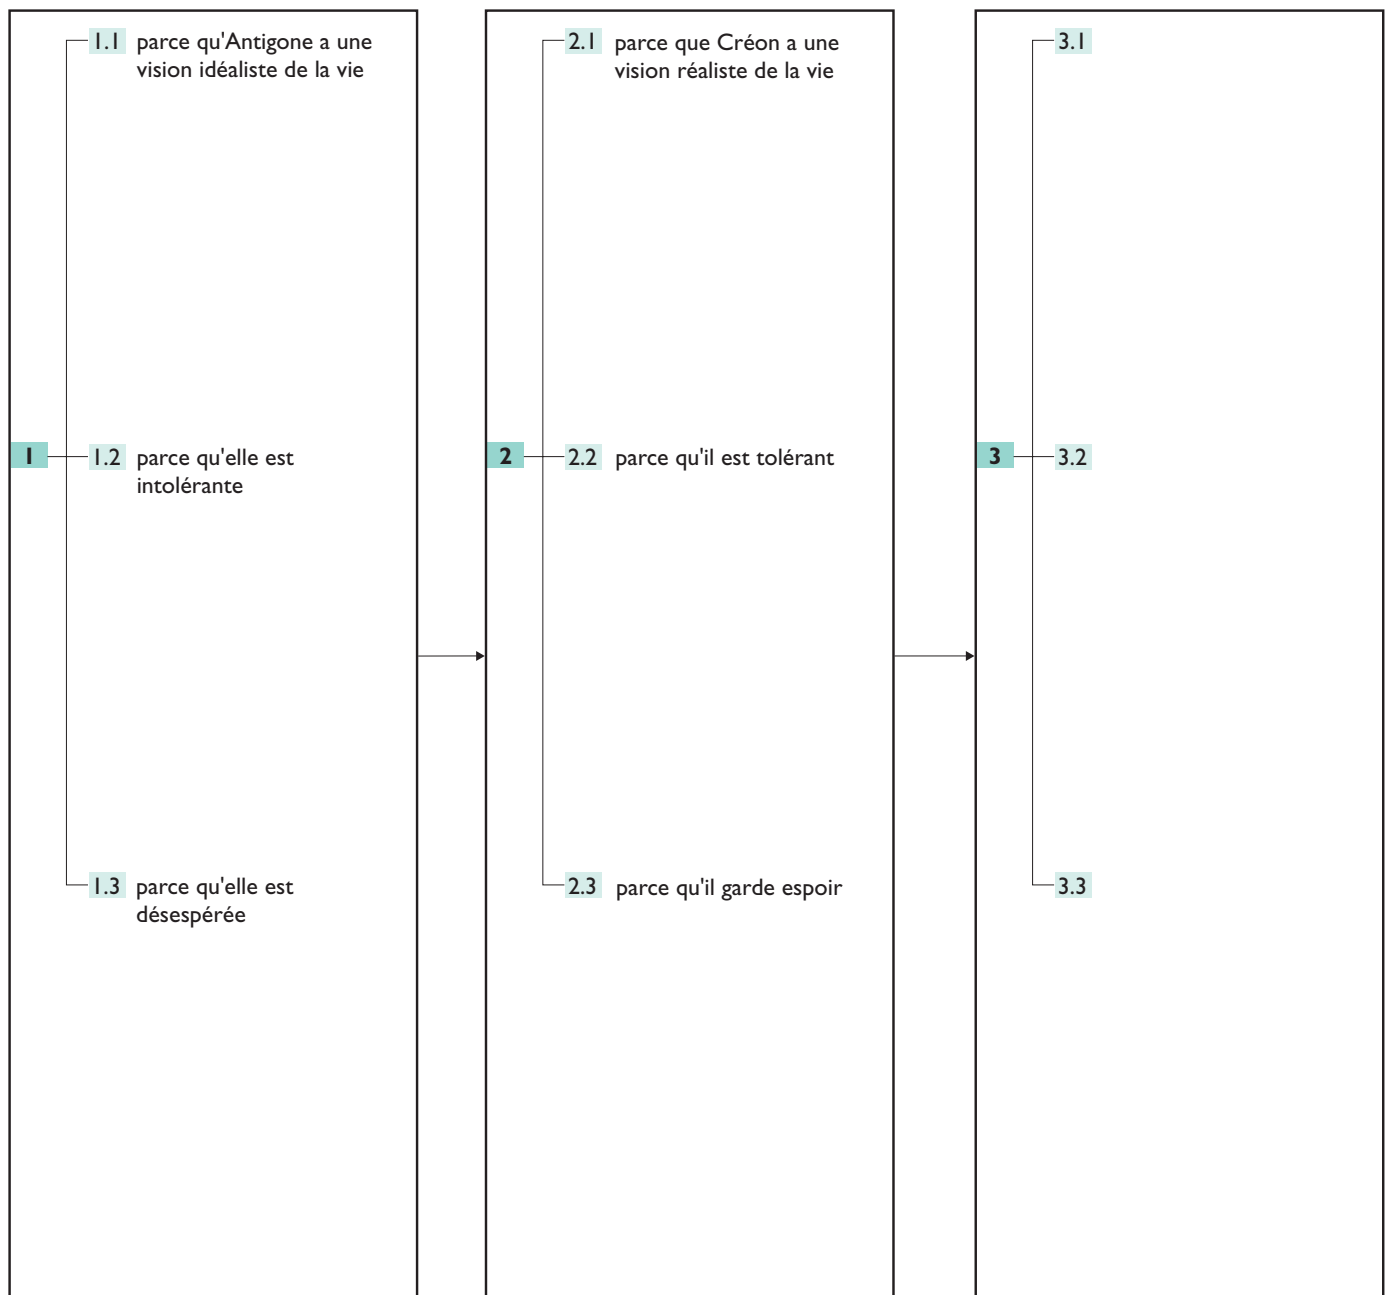 1.1 parce qu'Antigone a une
vision idéaliste de la vie
1
1.2 parce qu'elle est
intolérante
1.3 parce qu'elle est
désespérée
2.1 parce que Créon a une
vision réaliste de la vie
2
2.2 parce qu'il est tolérant
2.3 parce qu'il garde espoir
3.1
3
3.2
3.3